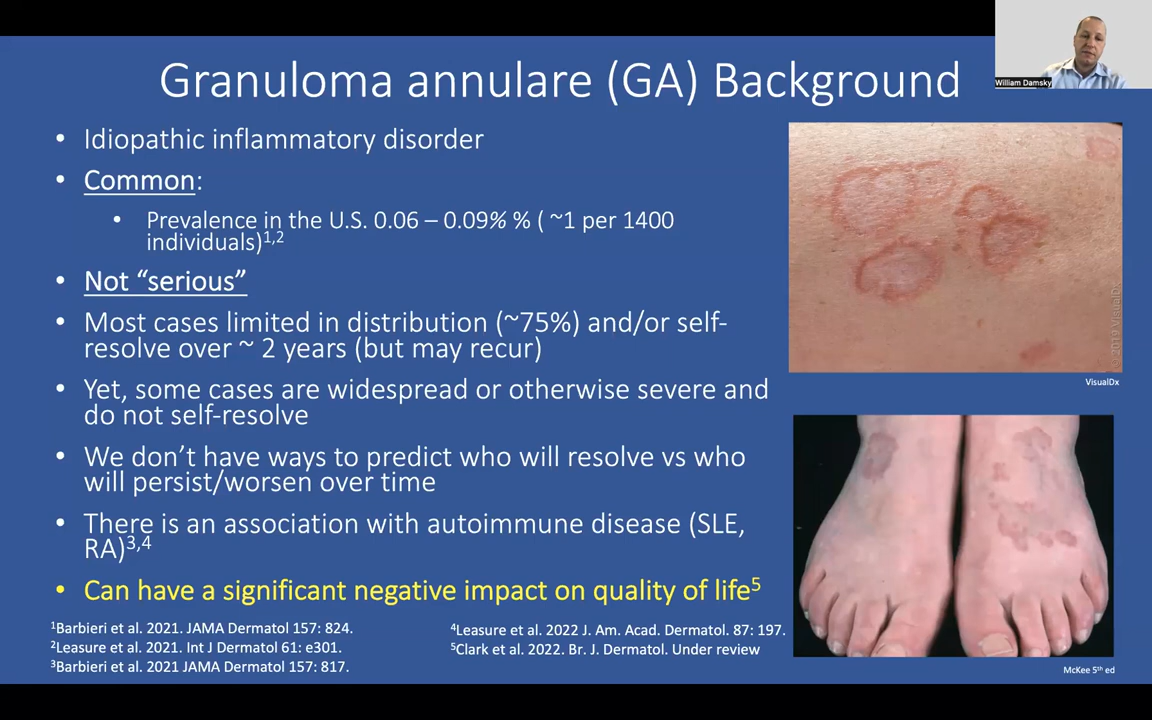 Granuloma annulare (GA) Background
William Damsky
• Idiopathic inflammatory disorder
• Common:
• Prevalence in the U.S. 0.06 – 0.09% % ( ~1 per 1400
individuals)1,2
• Not “serious”
• Most cases limited in distribution (~75%) and/or self-
resolve over ~ 2 years (but may recur)
• Yet, some cases are widespread or otherwise severe and
do not self-resolve
• We don’t have ways to predict who will resolve vs who
will persist/worsen over time
• There is an association with autoimmune disease (SLE,
RA)3,4
• Can have a significant negative impact on quality of life5
© 2019 VisualDx
VisualDx
McKee 5th ed
1Barbieri et al. 2021. JAMA Dermatol 157: 824.
2Leasure et al. 2021. Int J Dermatol 61: e301.
3Barbieri et al. 2021 JAMA Dermatol 157: 817.
4Leasure et al. 2022 J. Am. Acad. Dermatol. 87: 197.
5Clark et al. 2022. Br. J. Dermatol. Under review